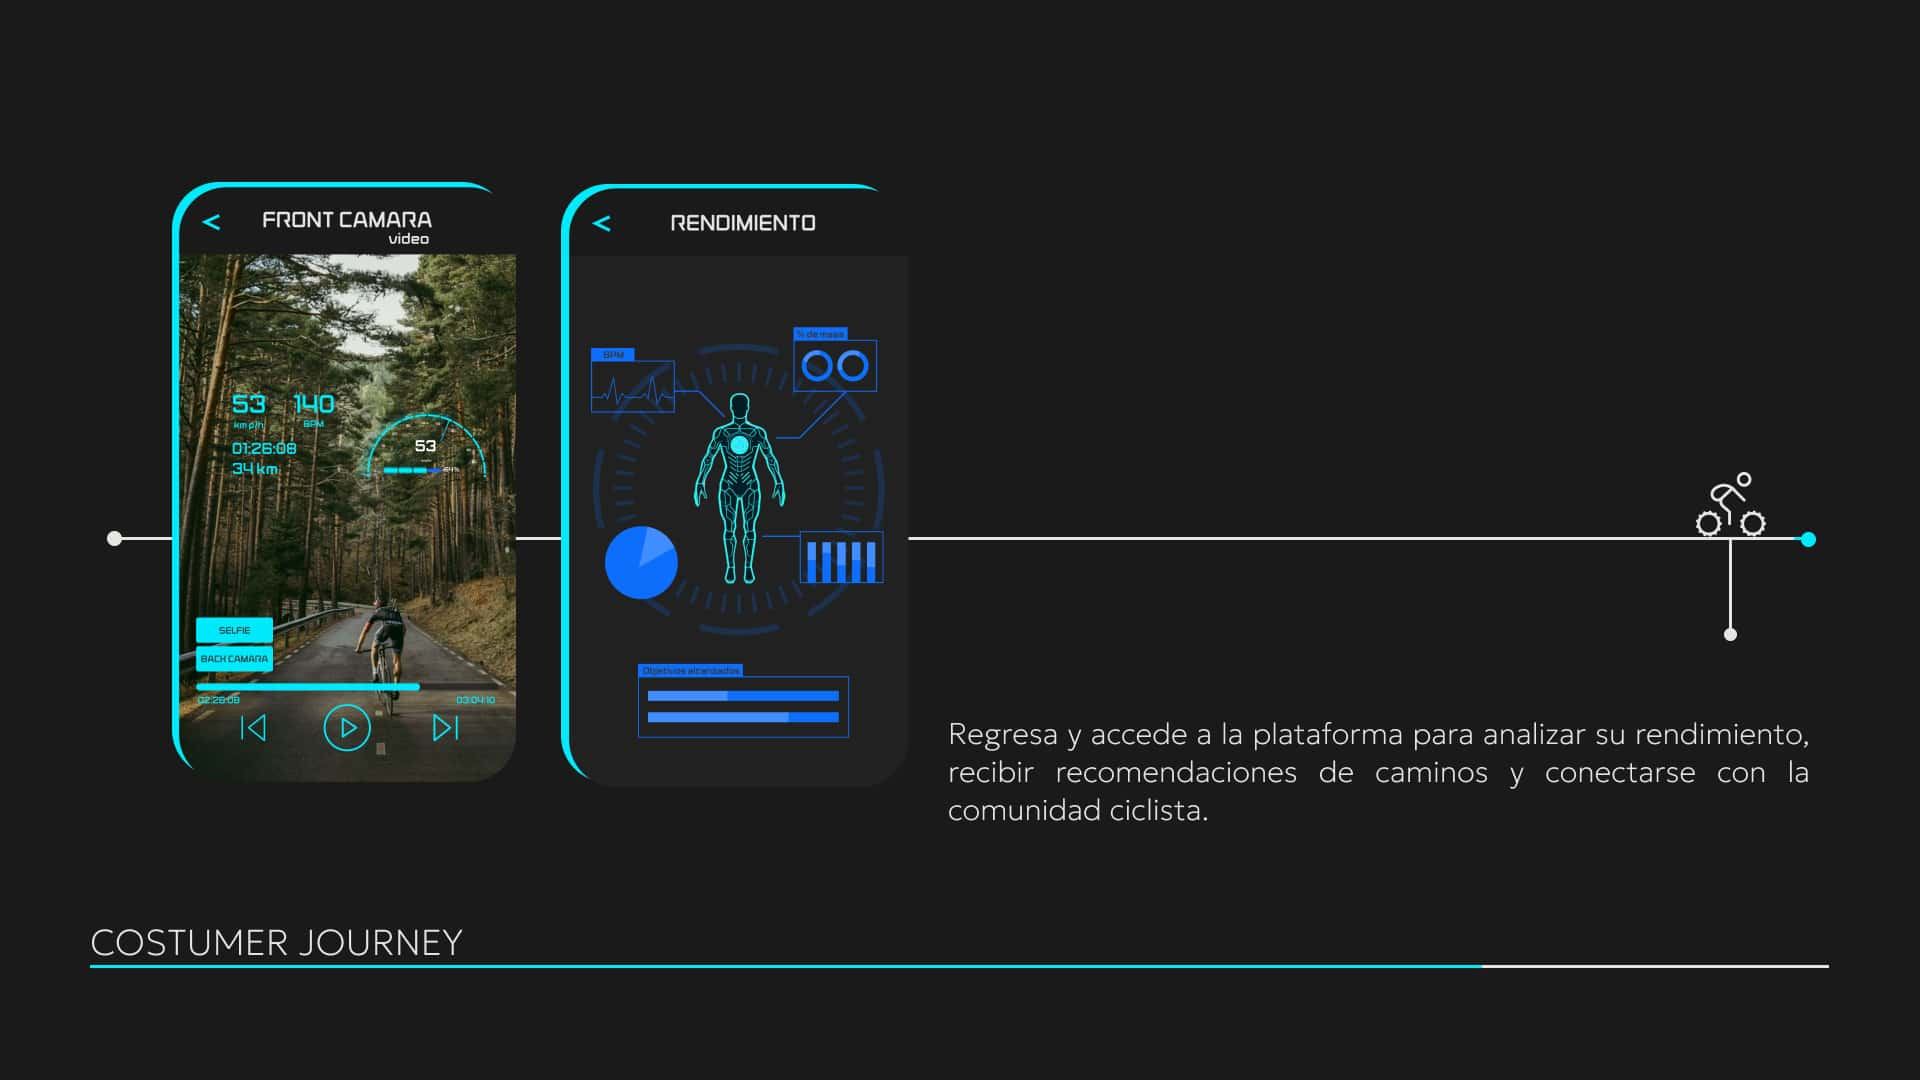 < FRONT CAMARA
video
53 140
kmp/h BPM
01:26:08
34 km
53
SELFIE
BACH CAMARA
02:26:08 03:04:10
< RENDIMIENTO
BPM
% de masa
Objetivos alcanzados
Regresa y accede a la plataforma para analizar su rendimiento,
recibir recomendaciones de caminos y conectarse con la
comunidad ciclista.
COSTUMER JOURNEY